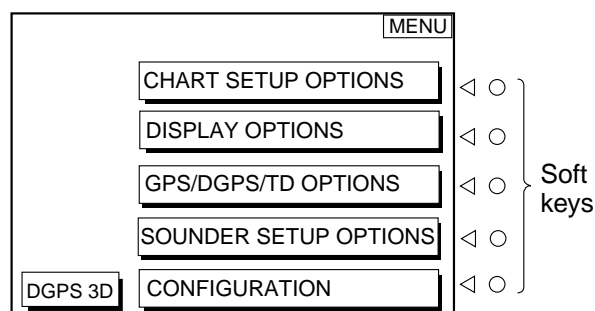 MENU
CHART SETUP OPTIONS
DISPLAY OPTIONS
GPS/DGPS/TD OPTIONS
SOUNDER SETUP OPTIONS
DGPS 3D CONFIGURATION
Soft
keys